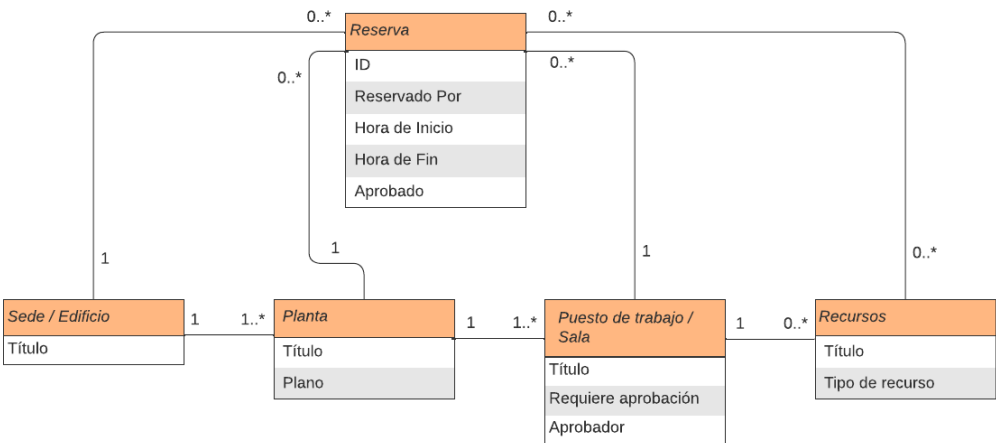 0..*
Reserva
0..*
0..*
ID
0..*
Reservado Por
Hora de Inicio
Hora de Fin
Aprobado
1
1
1
0..*
Sede / Edificio
1
1..*
Planta
1
1..*
Puesto de trabajo /
Sala
1
0..*
Recursos
Título
Título
Plano
Título
Requiere aprobación
Aprobador
Título
Tipo de recurso